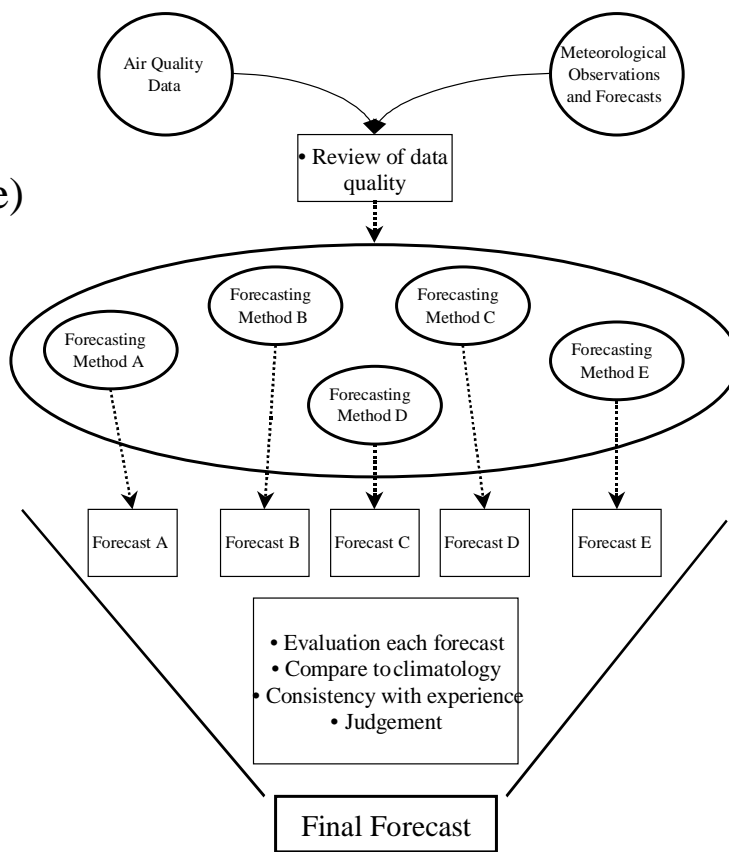 Air Quality
Data
Meteorological
Observations
and Forecasts
• Review of data
quality
e)
Forecasting
Method B
Forecasting
Method C
Forecasting
Method A
Forecasting
Method E
Forecasting
Method D
Forecast A
Forecast B
Forecast C
Forecast D
Forecast E
• Evaluation each forecast
• Compare to climatology
• Consistency with experience
• Judgement
Final Forecast